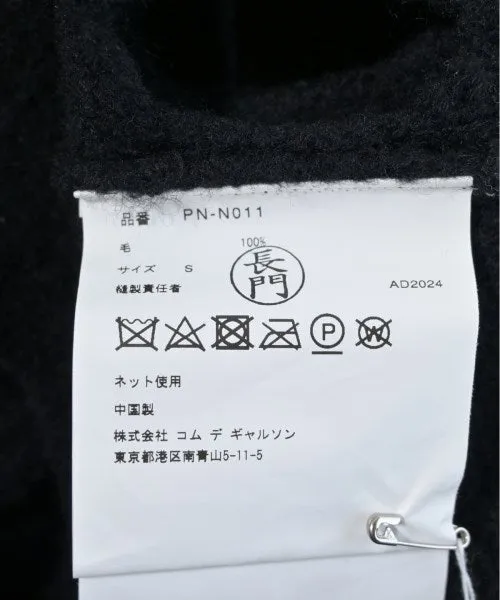 品番 PN-N011
毛 100%
サイズ S
縫製責任者 長門 AD2024
P W
ネット使用
中国製
株式会社 コム デ ギャルソン
東京都港区南青山5-11-5